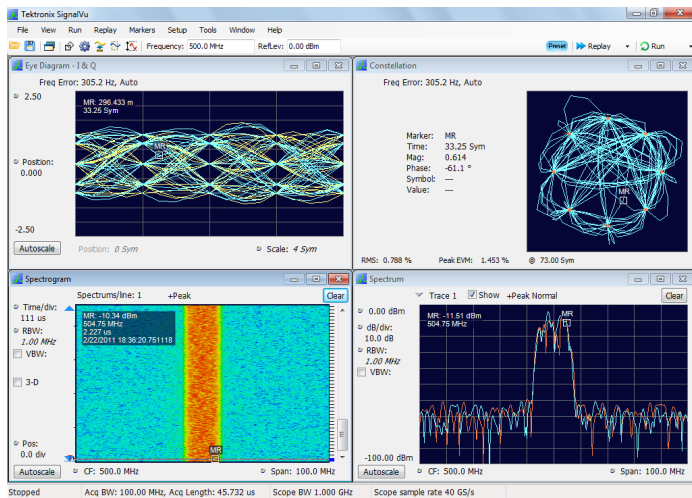 Tektronix SignalVu
File View Run Replay Markers Setup Tools Window Help
Frequency: 500.0 MHz RefLev: 0.00 dBm Preset Replay Run
Eye Diagram - I & Q
Freq Error: 305.2 Hz, Auto
2.50
MR: 296.433 m
33.25 Sym
MR
Position:
0.000
-2.50
Autoscale Position: 0 Sym Scale: 4 Sym
Constellation
Freq Error: 305.2 Hz, Auto
Marker: MR
Time: 33.25 Sym
Mag: 0.614
Phase: -61.1 °
Symbol: ---
Value: ---
MR
RMS: 0.788 % Peak EVM: 1.453 % @ 73.00 Sym
Spectrogram
Spectrums/line: 1 +Peak Clear
Time/div:
111 us
RBW:
1.00 MHz
VBW:
3-D
MR: -10.34 dBm
504.75 MHz
2.227 us
2/22/2011 18:36:20.751118
MR
Pos:
0.0 div
Autoscale CF: 500.0 MHz Span: 100.0 MHz
Spectrum
Trace 1 Show +Peak Normal Clear
0.00 dBm
dB/div:
10.0 dB
RBW:
1.00 MHz
VBW:
MR: -11.51 dBm
504.75 MHz
MR
-100.00 dBm
Autoscale CF: 500.0 MHz Span: 100.0 MHz
Stopped Acq BW: 100.00 MHz, Acq Length: 45.732 us Scope BW 1.000 GHz Scope sample rate 40 GS/s